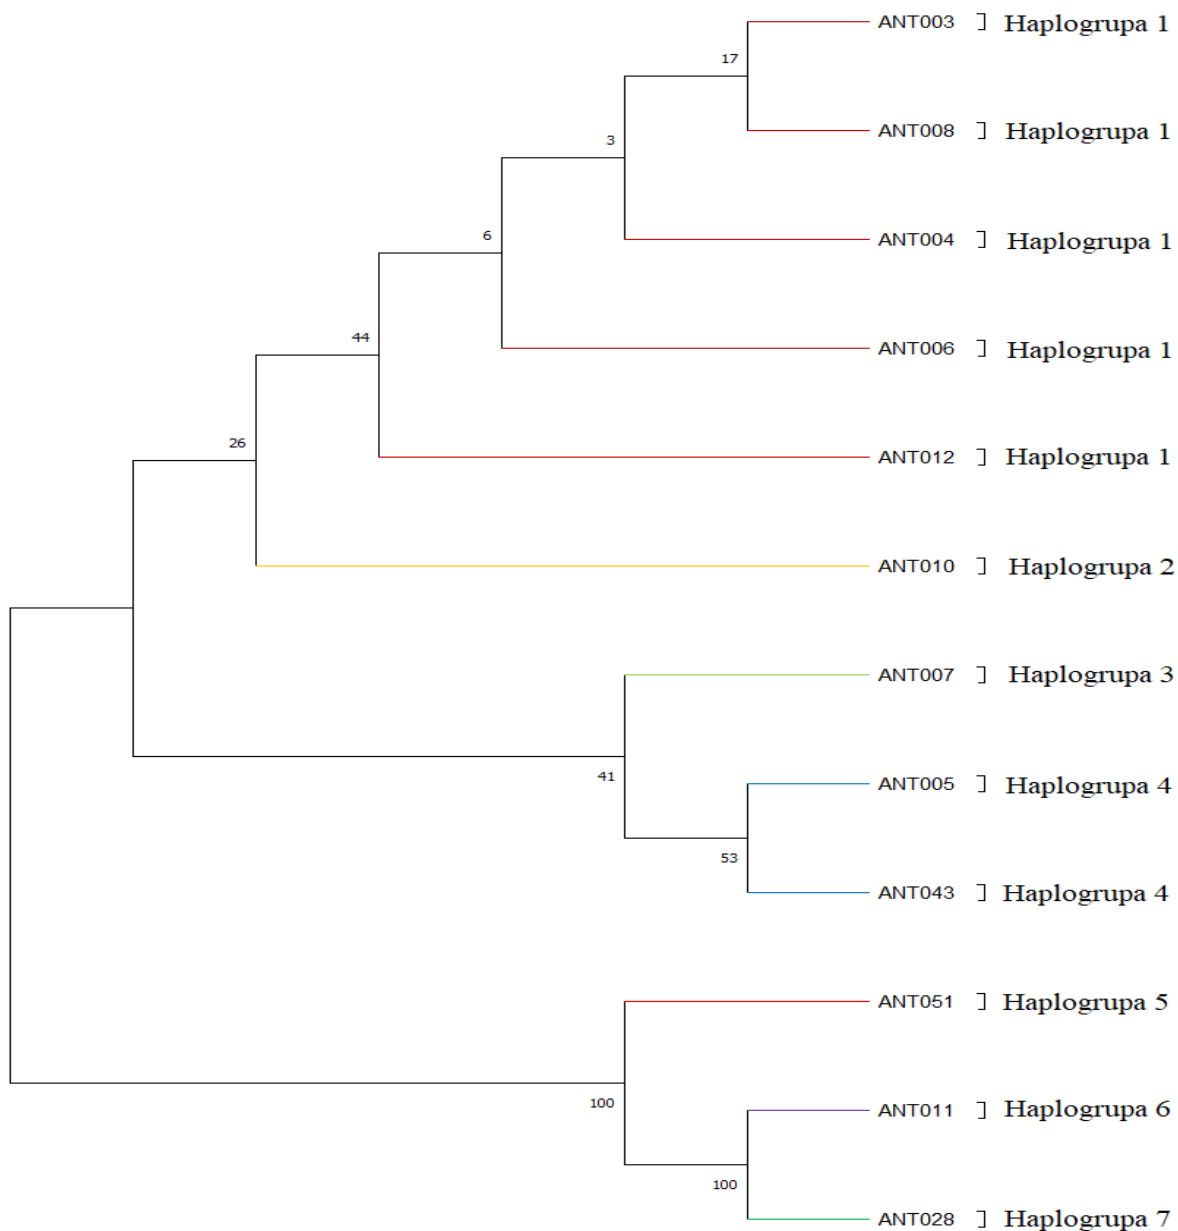 ANT003 ] Haplogrupa 1
17
ANT008 ] Haplogrupa 1
3
ANT004 ] Haplogrupa 1
6
ANT006 ] Haplogrupa 1
44
ANT012 ] Haplogrupa 1
26
ANT010 ] Haplogrupa 2
ANT007 ] Haplogrupa 3
41
ANT005 ] Haplogrupa 4
53
ANT043 ] Haplogrupa 4
ANT051 ] Haplogrupa 5
100
ANT011 ] Haplogrupa 6
100
ANT028 ] Haplogrupa 7